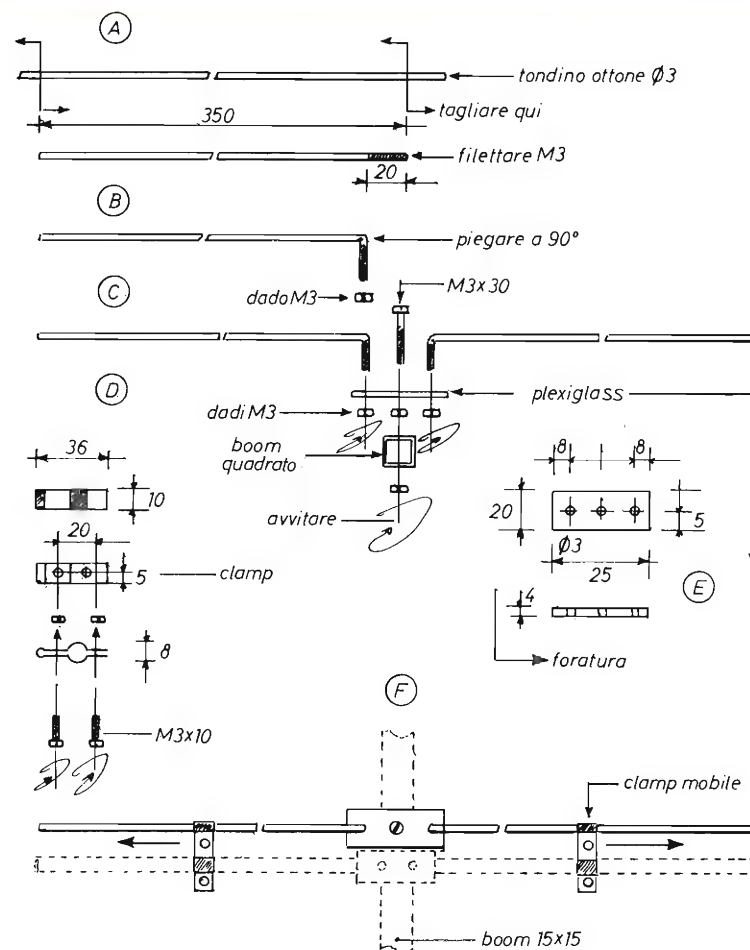 A
tondino ottone Ø3
tagliare qui
350
filettare M3
20
B
piegare a 90°
dado M3
M3x30
C
D
plexiglass
dadi M3
36
boom
quadrato
8 8
10
20
5
avvitare
20
Ø3
5
clamp
25
E
4
8
foratura
F
M3x10
clamp mobile
boom 15x15